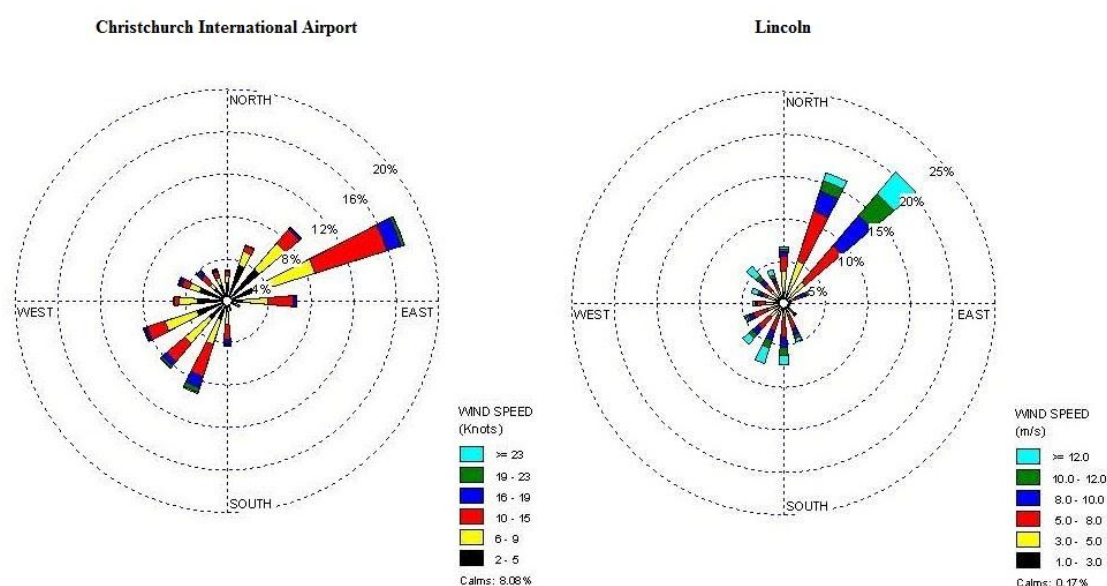 Christchurch International Airport
NORTH
20%
16%
12%
8%
4%
WEST
EAST
SOUTH
WIND SPEED
(Knots)
>= 23
19 - 23
16 - 19
10 - 15
6 - 9
2 - 5
Calms: 8.08%
Lincoln
NORTH
25%
20%
15%
10%
5%
WEST
EAST
SOUTH
WIND SPEED
(m/s)
>= 12.0
10.0 - 12.0
8.0 - 10.0
5.0 - 8.0
3.0 - 5.0
1.0 - 3.0
Calms: 0.17%